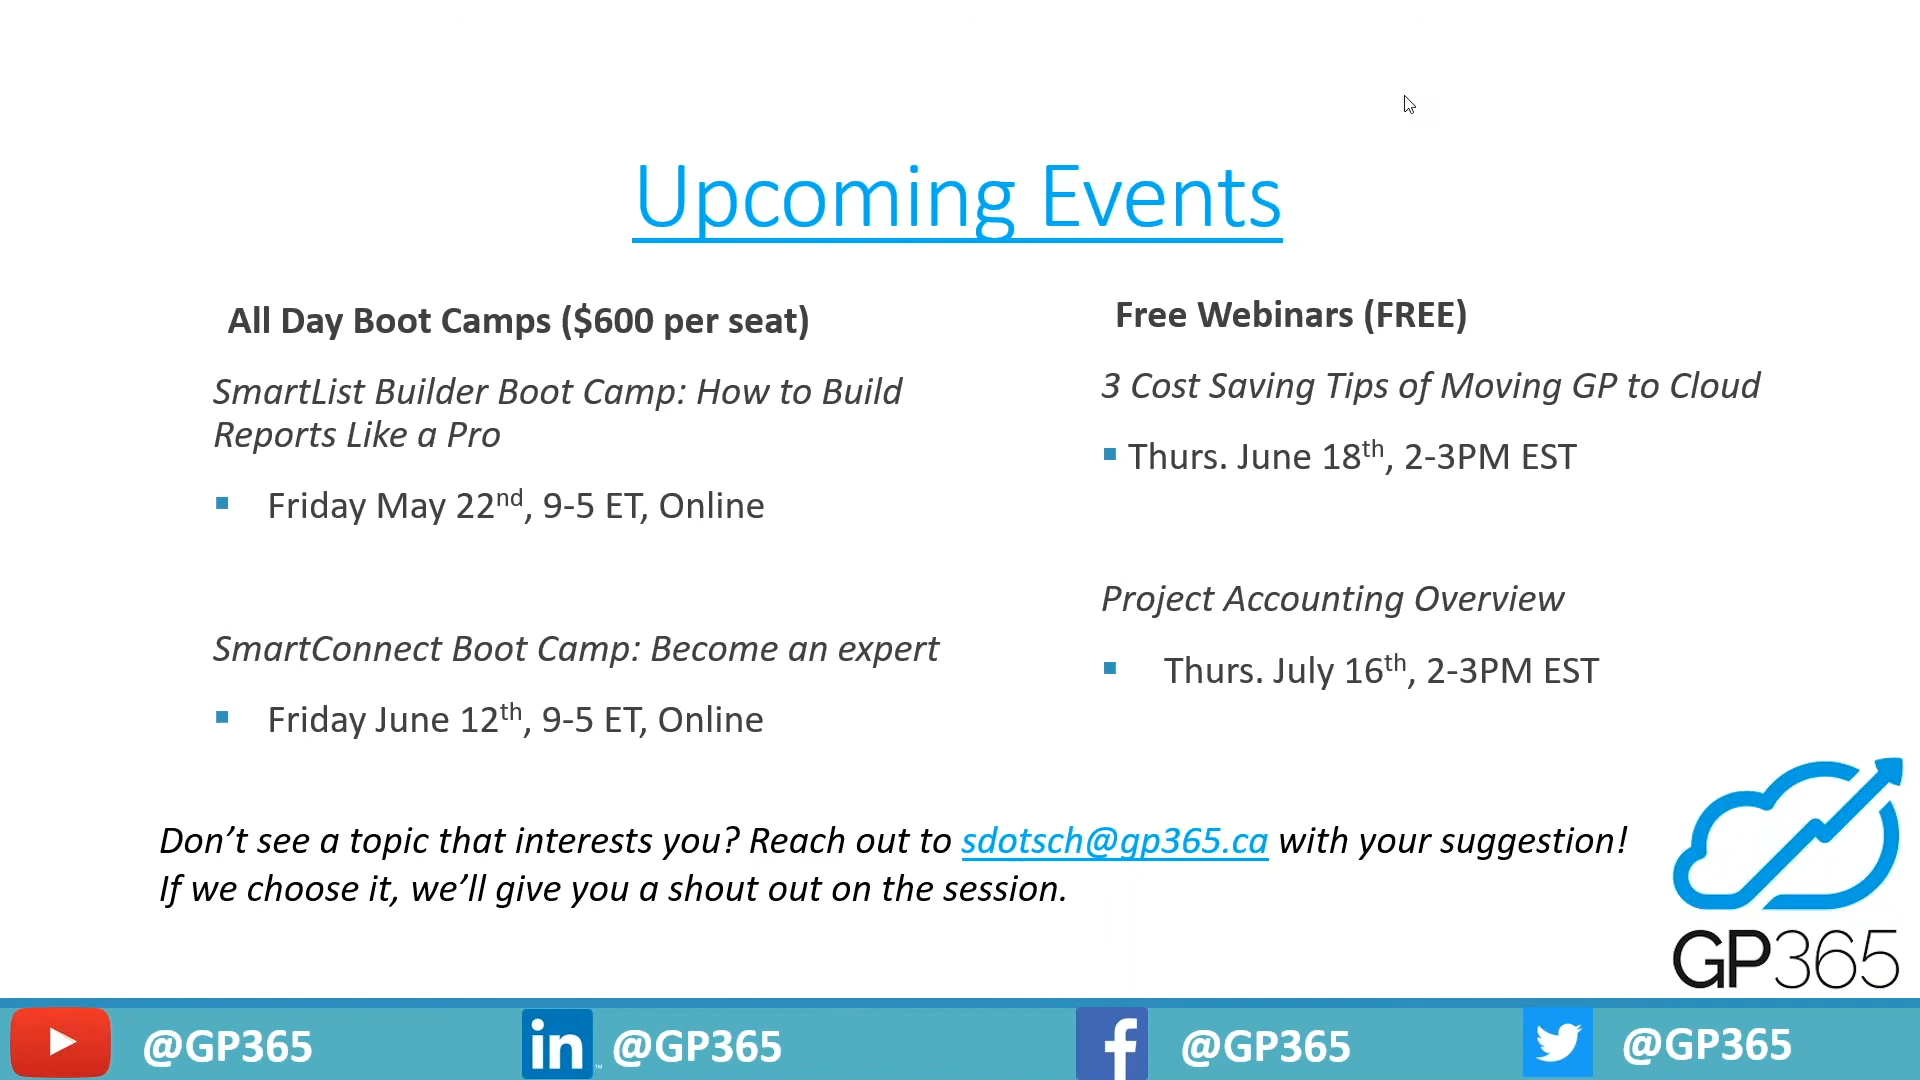 Upcoming Events
All Day Boot Camps ($600 per seat)
SmartList Builder Boot Camp: How to Build
Reports Like a Pro
▪ Friday May 22nd, 9-5 ET, Online
SmartConnect Boot Camp: Become an expert
▪ Friday June 12th, 9-5 ET, Online
Free Webinars (FREE)
3 Cost Saving Tips of Moving GP to Cloud
▪ Thurs. June 18th, 2-3PM EST
Project Accounting Overview
▪ Thurs. July 16th, 2-3PM EST
Don’t see a topic that interests you? Reach out to sdotsch@gp365.ca with your suggestion!
If we choose it, we’ll give you a shout out on the session.
GP365
@GP365
in @GP365
f @GP365
@GP365